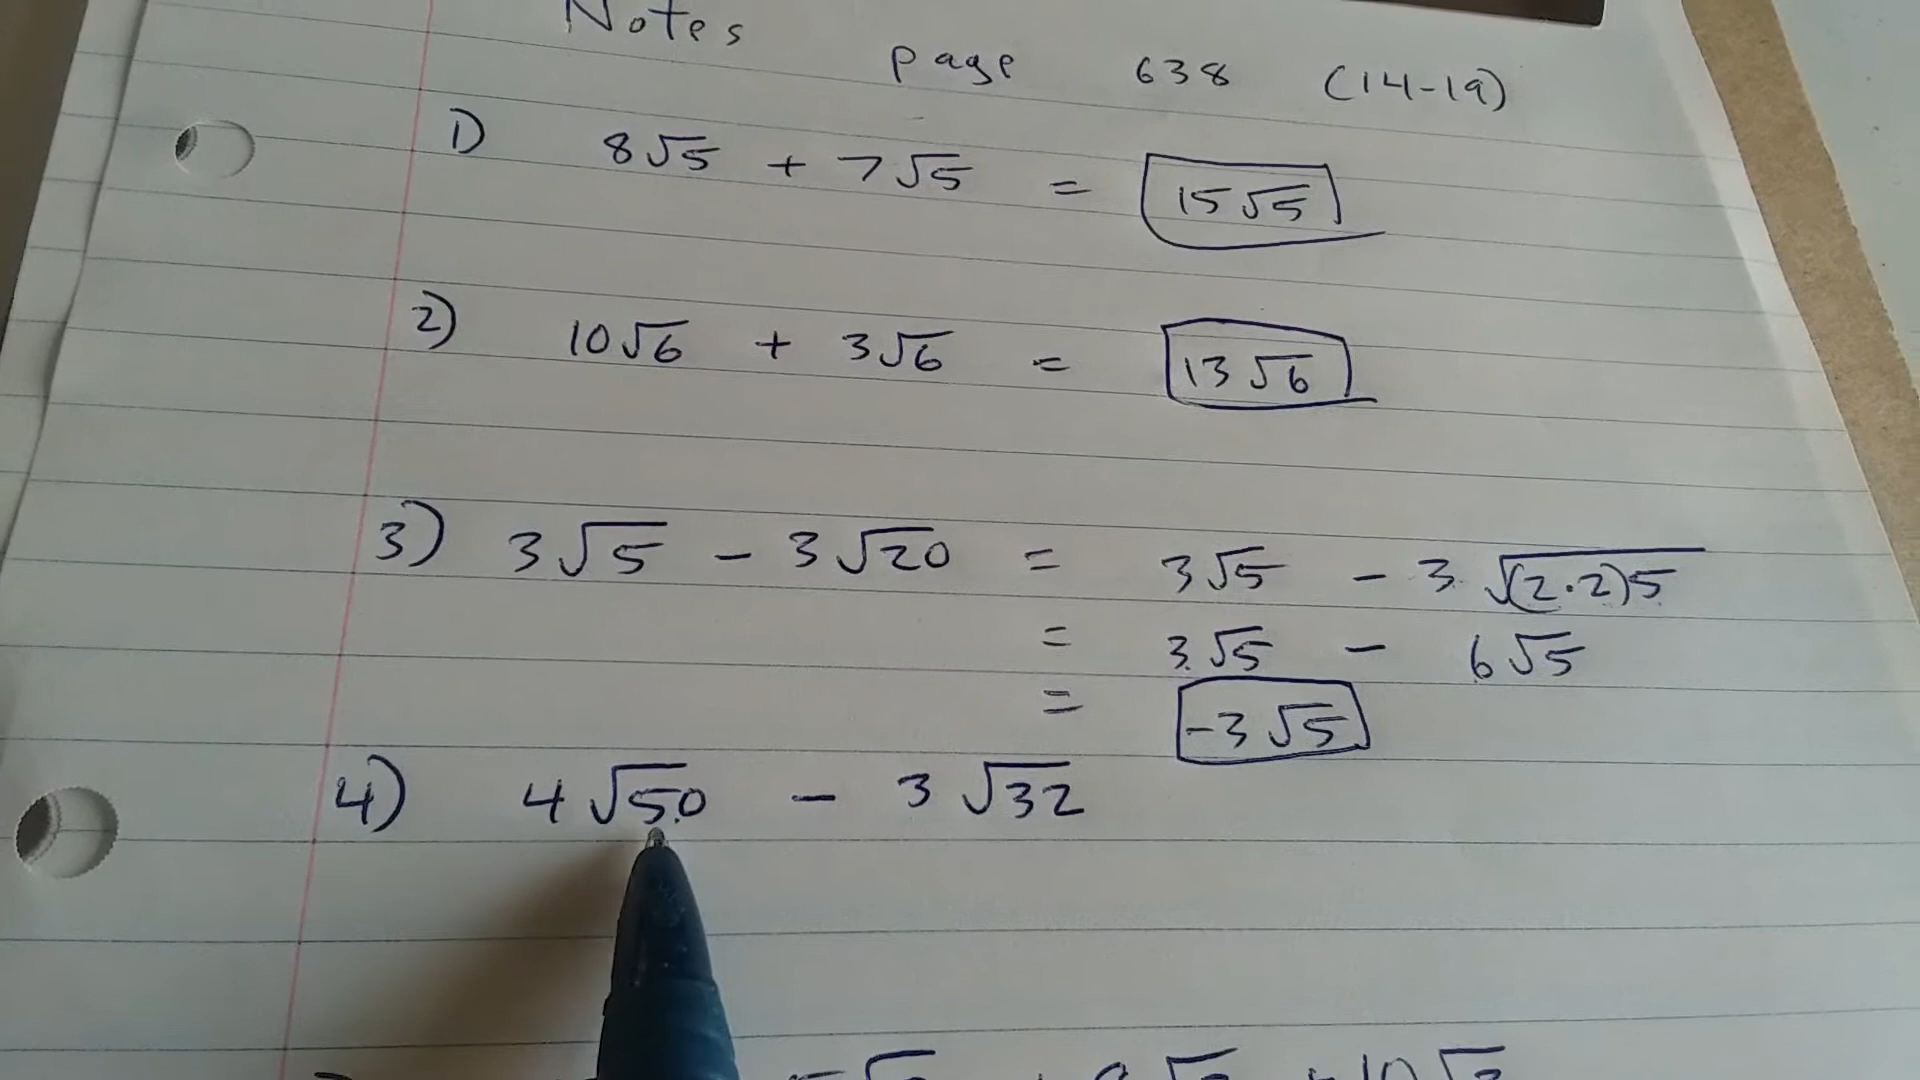 Notes page 638 (14-19)
1) 8√5 + 7√5 = 15√5
2) 10√6 + 3√6 = 13√6
3) 3√5 - 3√20 = 3√5 - 3√(2·2)5
= 3√5 - 6√5
= -3√5
4) 4√50 - 3√32